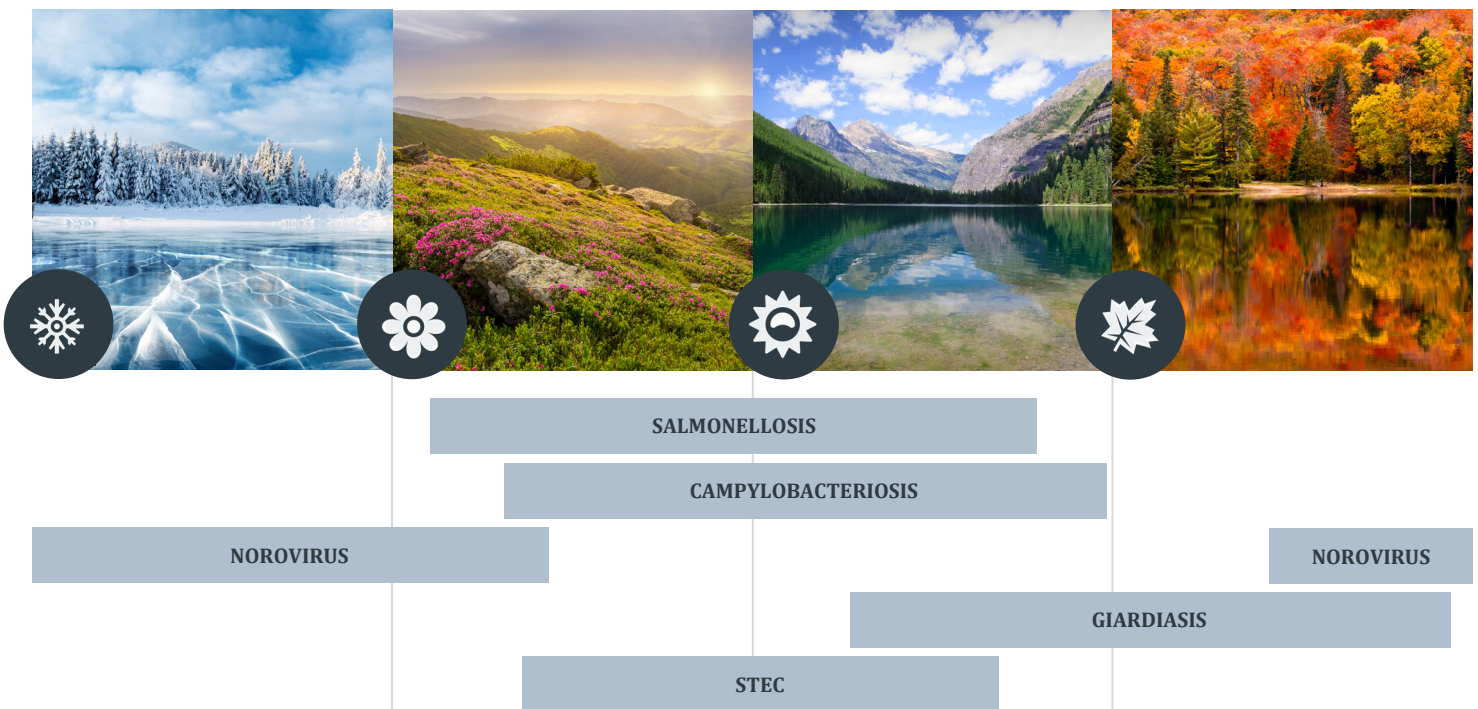 SALMONELLOSIS
CAMPYLOBACTERIOSIS
NOROVIRUS
NOROVIRUS
GIARDIASIS
STEC